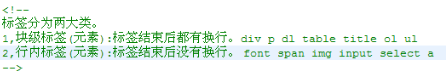 <!--
标签分为两大类。
1,块级标签(元素):标签结束后都有换行。div p dl table title ol ul
2,行内标签(元素):标签结束后没有换行。 font span img input select a
-->